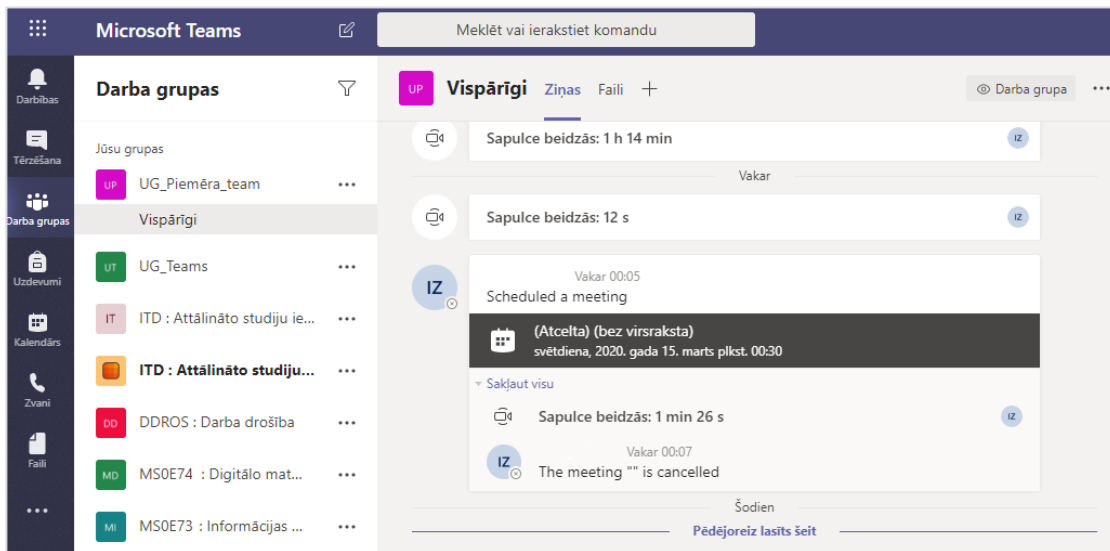 Microsoft Teams
Meklēt vai ierakstiet komandu
Darbības
Tērzēšana
Darba grupas
Uzdevumi
Kalendārs
Zvani
Faili
Darba grupas
Jūsu grupas
UP UG_Piemēra_team
Vispārīgi
UT UG_Teams
IT ITD : Attālināto studiju ie...
ITD : Attālināto studiju...
DD DDROS : Darba drošība
MD MS0E74 : Digitālo mat...
MI MS0E73 : Informācijas ...
UP Vispārīgi Ziņas Faili
Darba grupa
Sapulce beidzās: 1 h 14 min IZ
Vakar
Sapulce beidzās: 12 s IZ
IZ
Vakar 00:05
Scheduled a meeting
(Atcelta) (bez virsraksta)
svētdiena, 2020. gada 15. marts plkst. 00:30
Sakļaut visu
Sapulce beidzās: 1 min 26 s IZ
IZ
Vakar 00:07
The meeting "" is cancelled
Šodien
Pēdējoreiz lasīts šeit